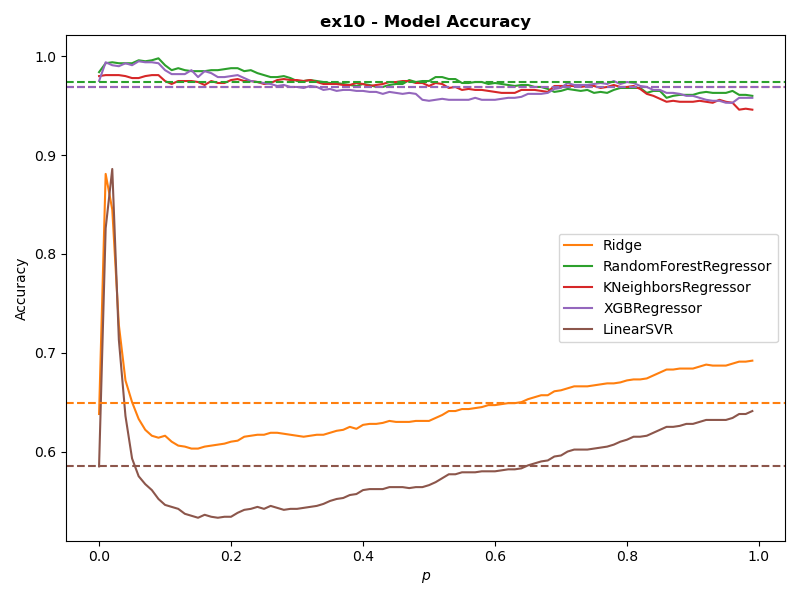 ex10 - Model Accuracy
Accuracy
1.0
0.9
0.8
0.7
0.6
Ridge
RandomForestRegressor
KNeighborsRegressor
XGBRegressor
LinearSVR
0.0 0.2 0.4 0.6 0.8 1.0
p